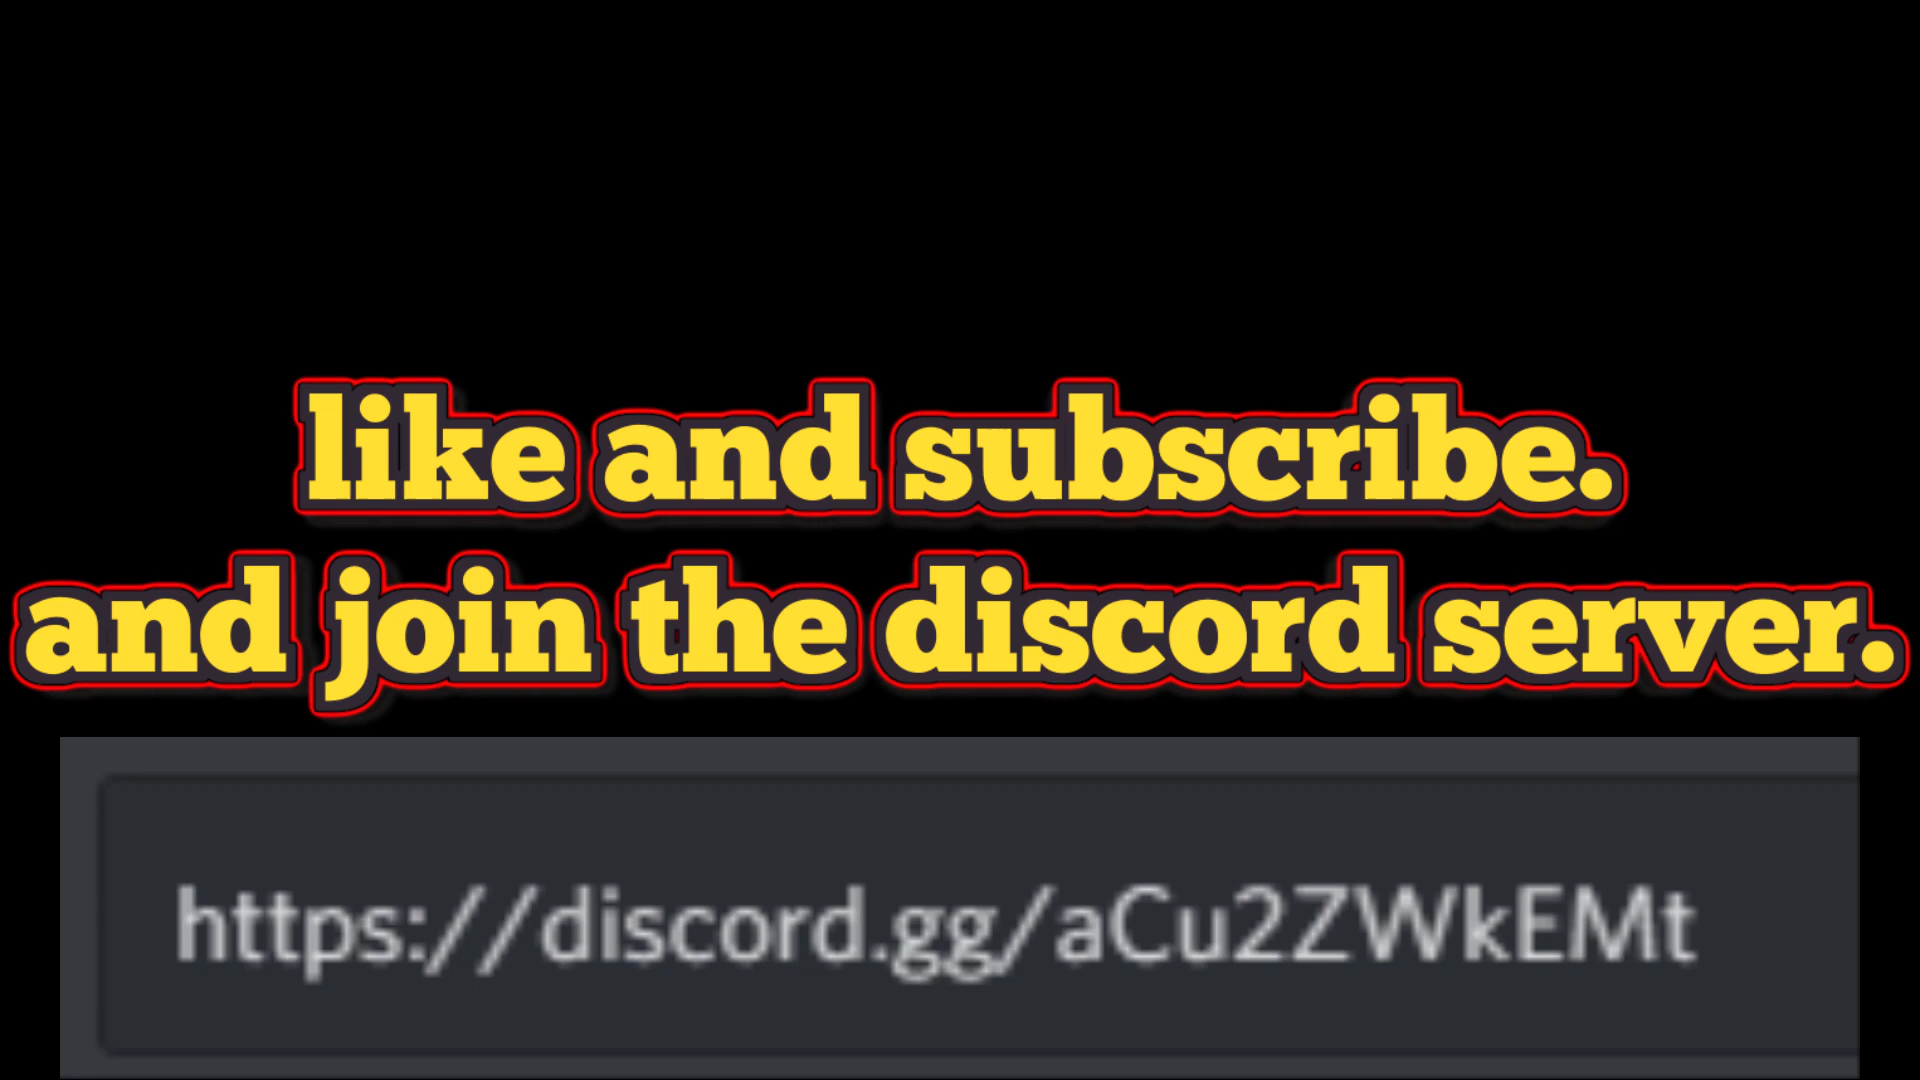 like and subscribe.
and join the discord server.
https://discord.gg/aCu2ZWkEMt